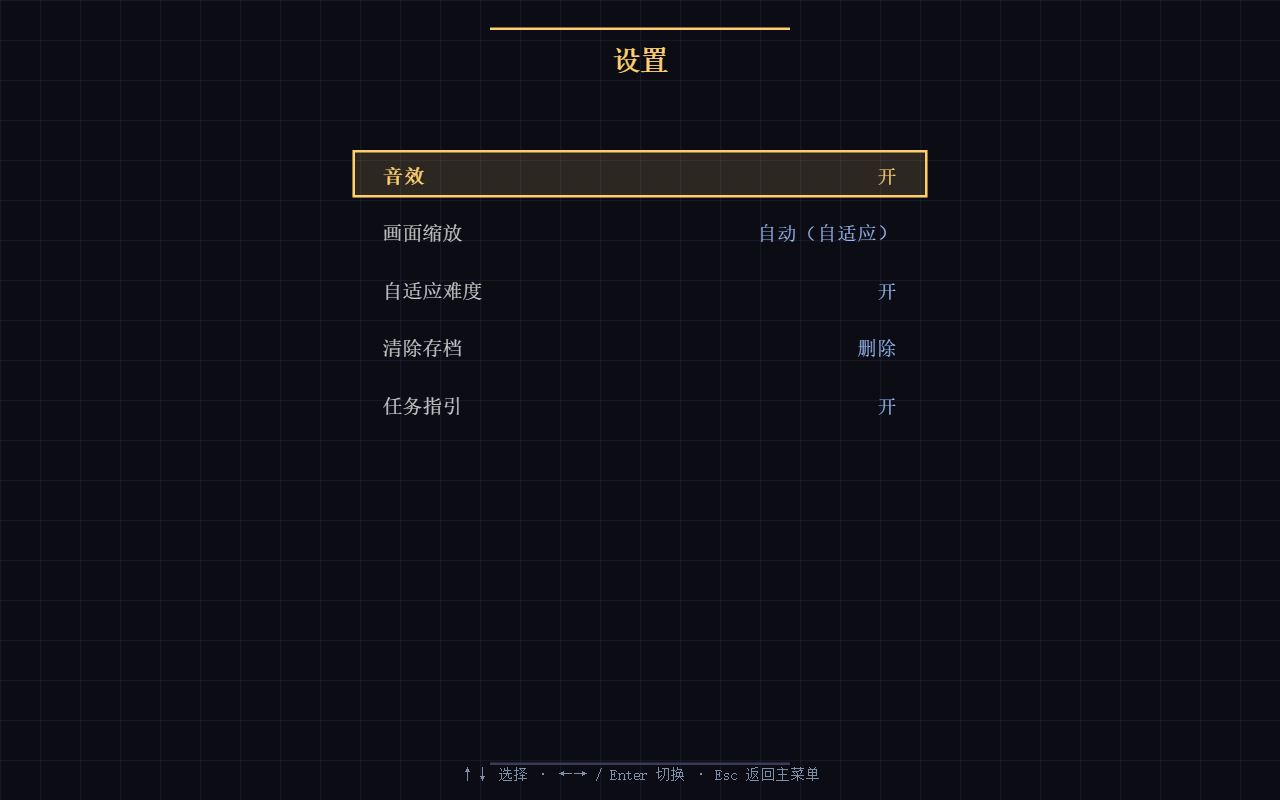 设置
音效 开
画面缩放 自动（自适应）
自适应难度 开
清除存档 删除
任务指引 开
↑↓ 选择 · ←→ / Enter 切换 · Esc 返回主菜单